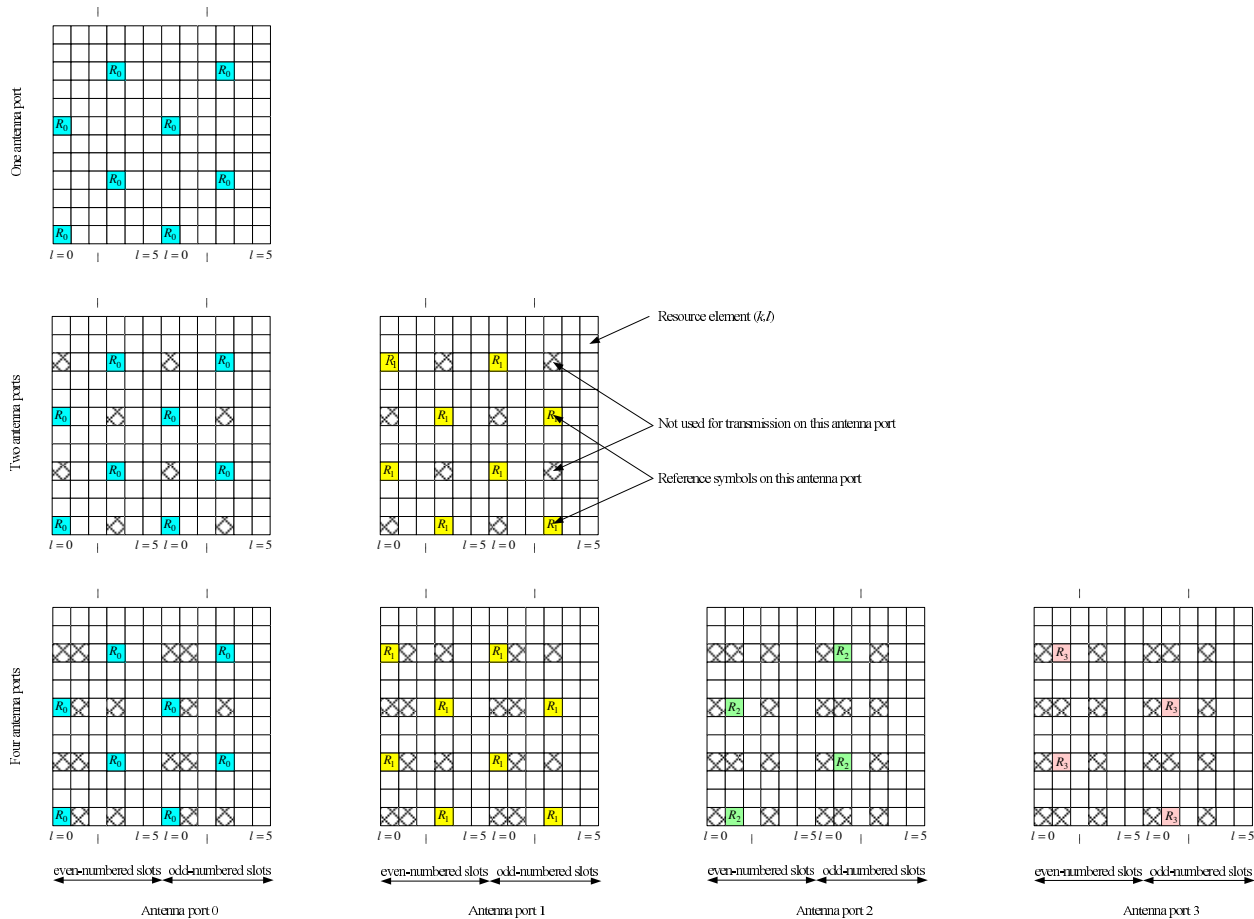 One antenna port
R₀ R₀
R₀ R₀
R₀ R₀
R₀ R₀
l = 0 l = 5 l = 0 l = 5
Two antenna ports
R₀ R₀ R₁ R₁
R₀ R₀ R₁ R₁
R₀ R₀ R₁ R₁
R₀ R₀ R₁ R₁
Resource element (k,l)
Not used for transmission on this antenna port
Reference symbols on this antenna port
l = 0 l = 5 l = 0 l = 5 l = 0 l = 5 l = 0 l = 5
Four antenna ports
R₀ R₀ R₁ R₁ R₂ R₃
R₀ R₀ R₁ R₁ R₂ R₃
R₀ R₀ R₁ R₁ R₂ R₃
R₀ R₀ R₁ R₁ R₂ R₃
l = 0 l = 5 l = 0 l = 5 l = 0 l = 5 l = 0 l = 5 l = 0 l = 5 l = 0 l = 5 l = 0 l = 5 l = 0 l = 5
even-numbered slots odd-numbered slots even-numbered slots odd-numbered slots even-numbered slots odd-numbered slots even-numbered slots odd-numbered slots
Antenna port 0 Antenna port 1 Antenna port 2 Antenna port 3